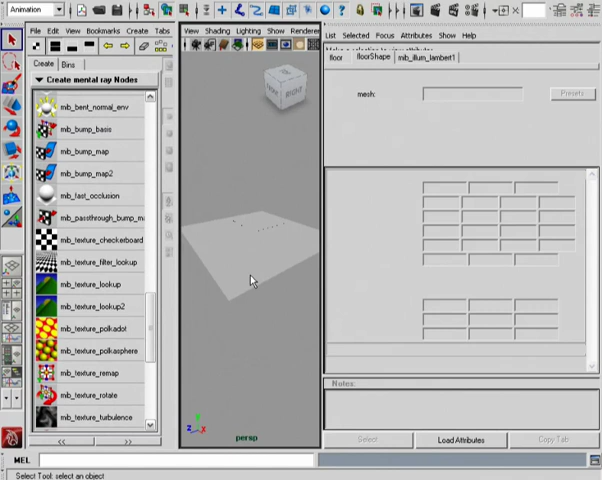 Animation
File Edit View Bookmarks Create Tabs
Create Bins
Create mental ray Nodes
mib_bent_normal_env
mib_bump_basis
mib_bump_map
mib_bump_map2
mib_fast_occlusion
mib_passthrough_bump_m
mib_texture_checkerboard
mib_texture_filter_lookup
mib_texture_lookup
mib_texture_lookup2
mib_texture_polkadot
mib_texture_polkasphere
mib_texture_remap
mib_texture_rotate
mib_texture_turbulence
<< >>
View Shading Lighting Show Renderer
RIGHT
persp
List Selected Focus Attributes Show Help
floor floorShape mib_illum_lambert1
mesh: Presets
Notes:
Select Load Attributes Copy Tab
MEL
Select Tool: select an object